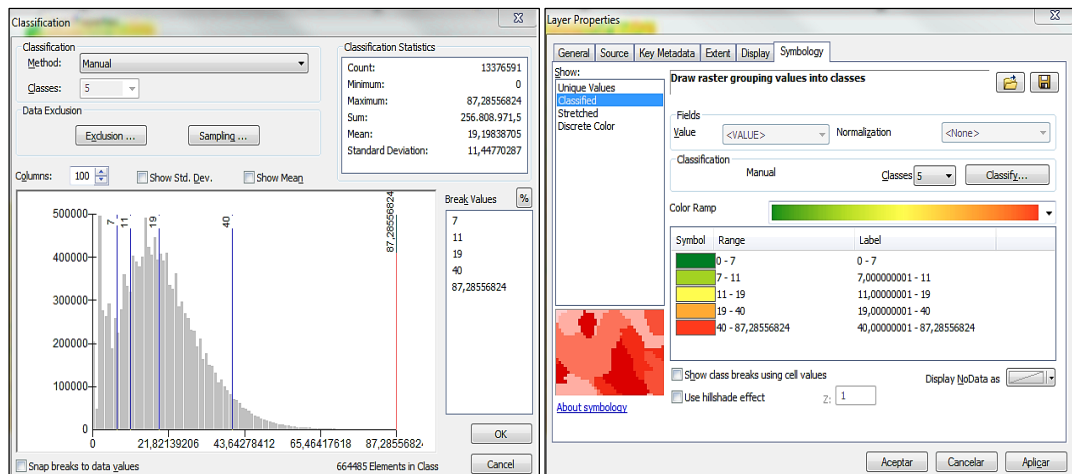 Classification
Classification
Method: Manual
Classes: 5
Data Exclusion
Exclusion ... Sampling ...
Classification Statistics
Count: 13376591
Minimum: 0
Maximum: 87,28556824
Sum: 256.808.971,5
Mean: 19,19838705
Standard Deviation: 11,44770287
Columns: 100 Show Std. Dev. Show Mean
Break Values %
7
11
19
40
87,28556824
500000
400000
300000
200000
100000
0
7 11 19 40 87,28556824
0 21,82139206 43,64278412 65,46417618 87,2855682
OK
Snap breaks to data values 664485 Elements in Class Cancel
Layer Properties
General Source Key Metadata Extent Display Symbology
Show:
Unique Values
Classified
Stretched
Discrete Color
About symbology
Draw raster grouping values into classes
Fields
Value <VALUE> Normalization <None>
Classification
Manual Classes 5 Classify...
Color Ramp
Symbol Range Label
0 - 7 0 - 7
7 - 11 7,000000001 - 11
11 - 19 11,00000001 - 19
19 - 40 19,00000001 - 40
40 - 87,28556824 40,00000001 - 87,28556824
Show class breaks using cell values Display NoData as
Use hillshade effect Z: 1
Aceptar Cancelar Aplicar